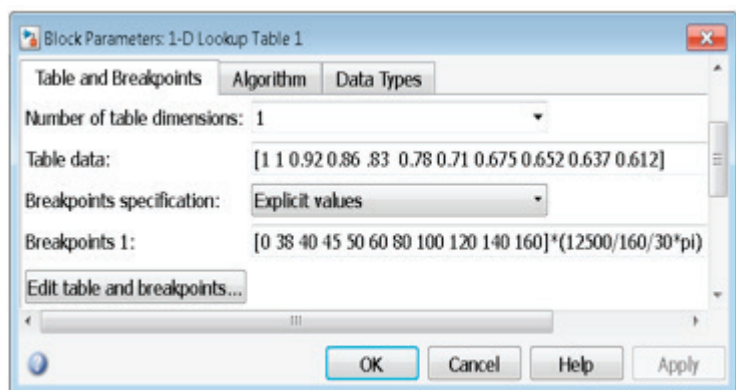 Block Parameters: 1-D Lookup Table 1
Table and Breakpoints Algorithm Data Types
Number of table dimensions: 1
Table data: [1 1 0.92 0.86 .83 0.78 0.71 0.675 0.652 0.637 0.612]
Breakpoints specification: Explicit values
Breakpoints 1: [0 38 40 45 50 60 80 100 120 140 160]*(12500/160/30*pi)
Edit table and breakpoints...
OK Cancel Help Apply